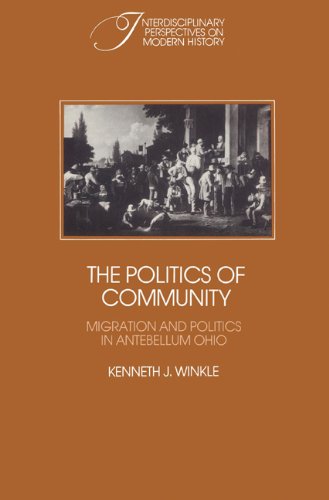 INTERDISCIPLINARY
PERSPECTIVES ON
MODERN HISTORY
THE POLITICS OF
COMMUNITY
MIGRATION AND POLITICS
IN ANTEBELLUM OHIO
KENNETH J. WINKLE